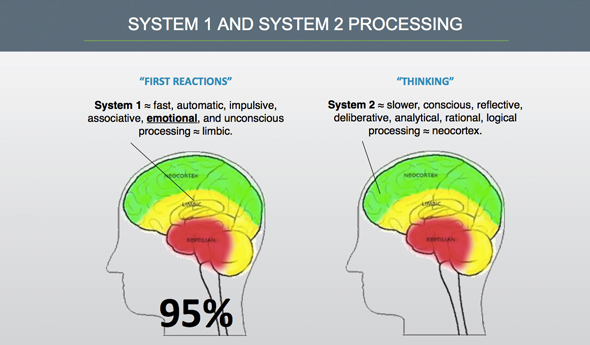 SYSTEM 1 AND SYSTEM 2 PROCESSING
“FIRST REACTIONS”
System 1 ≈ fast, automatic, impulsive,
associative, emotional, and unconscious
processing ≈ limbic.
NEOCORTEX
LIMBIC
REPTILIAN
95%
“THINKING”
System 2 ≈ slower, conscious, reflective,
deliberative, analytical, rational, logical
processing ≈ neocortex.
NEOCORTEX
LIMBIC
REPTILIAN